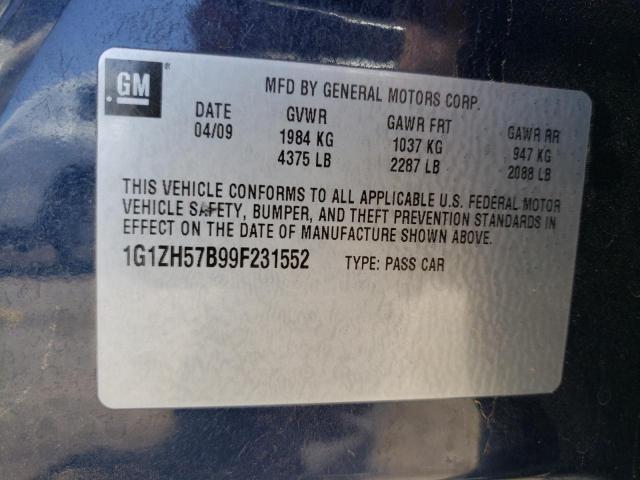 GM
MFD BY GENERAL MOTORS CORP.
DATE GVWR GAWR FRT GAWR RR
04/09 1984 KG 1037 KG 947 KG
4375 LB 2287 LB 2088 LB
THIS VEHICLE CONFORMS TO ALL APPLICABLE U.S. FEDERAL MOTOR
VEHICLE SAFETY, BUMPER, AND THEFT PREVENTION STANDARDS IN
EFFECT ON THE DATE OF MANUFACTURE SHOWN ABOVE.
1G1ZH57B99F231552 TYPE: PASS CAR